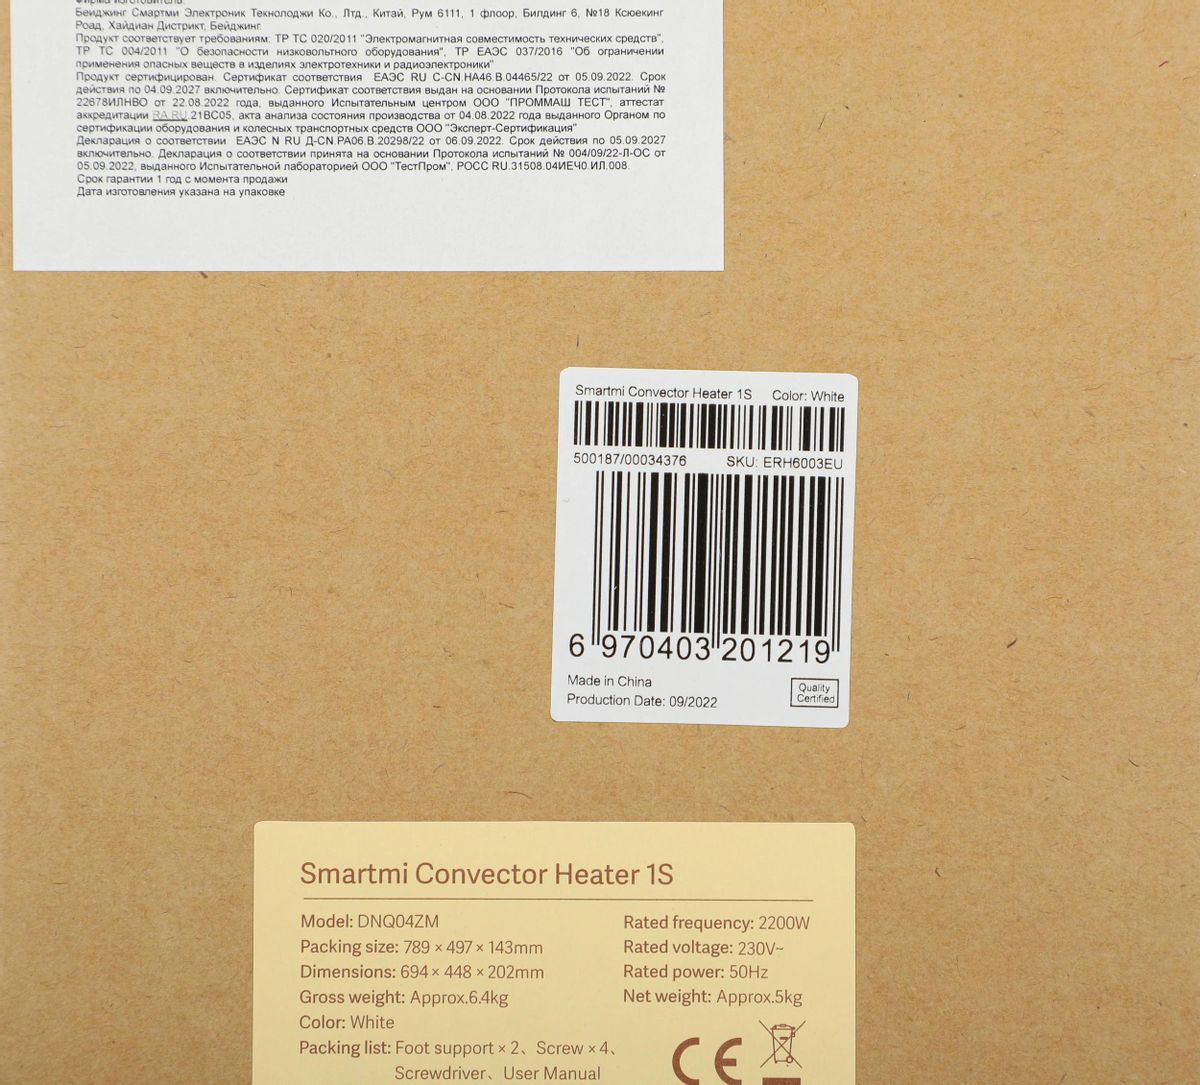 Бейджинг Смартми Электроник Текнолоджи Ко., Лтд., Китай, Рум 6111, 1 флоор, Билдинг 6, №18 Ксюекинг
Роад, Хайдиан Дистрикт, Бейджинг.
Продукт соответствует требованиям: ТР ТС 020/2011 "Электромагнитная совместимость технических средств",
ТР ТС 004/2011 "О безопасности низковольтного оборудования", ТР ЕАЭС 037/2016 "Об ограничении
применения опасных веществ в изделиях электротехники и радиоэлектроники"
Продукт сертифицирован. Сертификат соответствия ЕАЭС RU С-CN.НА46.В.04465/22 от 05.09.2022. Срок
действия по 04.09.2027 включительно. Сертификат соответствия выдан на основании Протокола испытаний №
22678ИЛНВО от 22.08.2022 года, выданного Испытательным центром ООО "ПРОММАШ ТЕСТ", аттестат
аккредитации RA.RU.21ВС05, акта анализа состояния производства от 04.08.2022 года выданного Органом по
сертификации оборудования и колесных транспортных средств ООО "Эксперт-Сертификация"
Декларация о соответствии ЕАЭС N RU Д-CN.РА06.В.20298/22 от 06.09.2022. Срок действия по 05.09.2027
включительно. Декларация о соответствии принята на основании Протокола испытаний № 004/09/22-Л-ОС от
05.09.2022, выданного Испытательной лабораторией ООО "ТестПром", РОСС RU.31508.04ИЕЧ0.ИЛ.008.
Срок гарантии 1 год с момента продажи
Дата изготовления указана на упаковке
Smartmi Convector Heater 1S Color: White
500187/00034376 SKU: ERH6003EU
6 970403 201219
Made in China
Production Date: 09/2022
Quality
Certified
Smartmi Convector Heater 1S
Model: DNQ04ZM
Packing size: 789 × 497 × 143mm
Dimensions: 694 × 448 × 202mm
Gross weight: Approx.6.4kg
Color: White
Packing list: Foot support × 2、Screw × 4、
Screwdriver、User Manual
Rated frequency: 2200W
Rated voltage: 230V~
Rated power: 50Hz
Net weight: Approx.5kg
CE